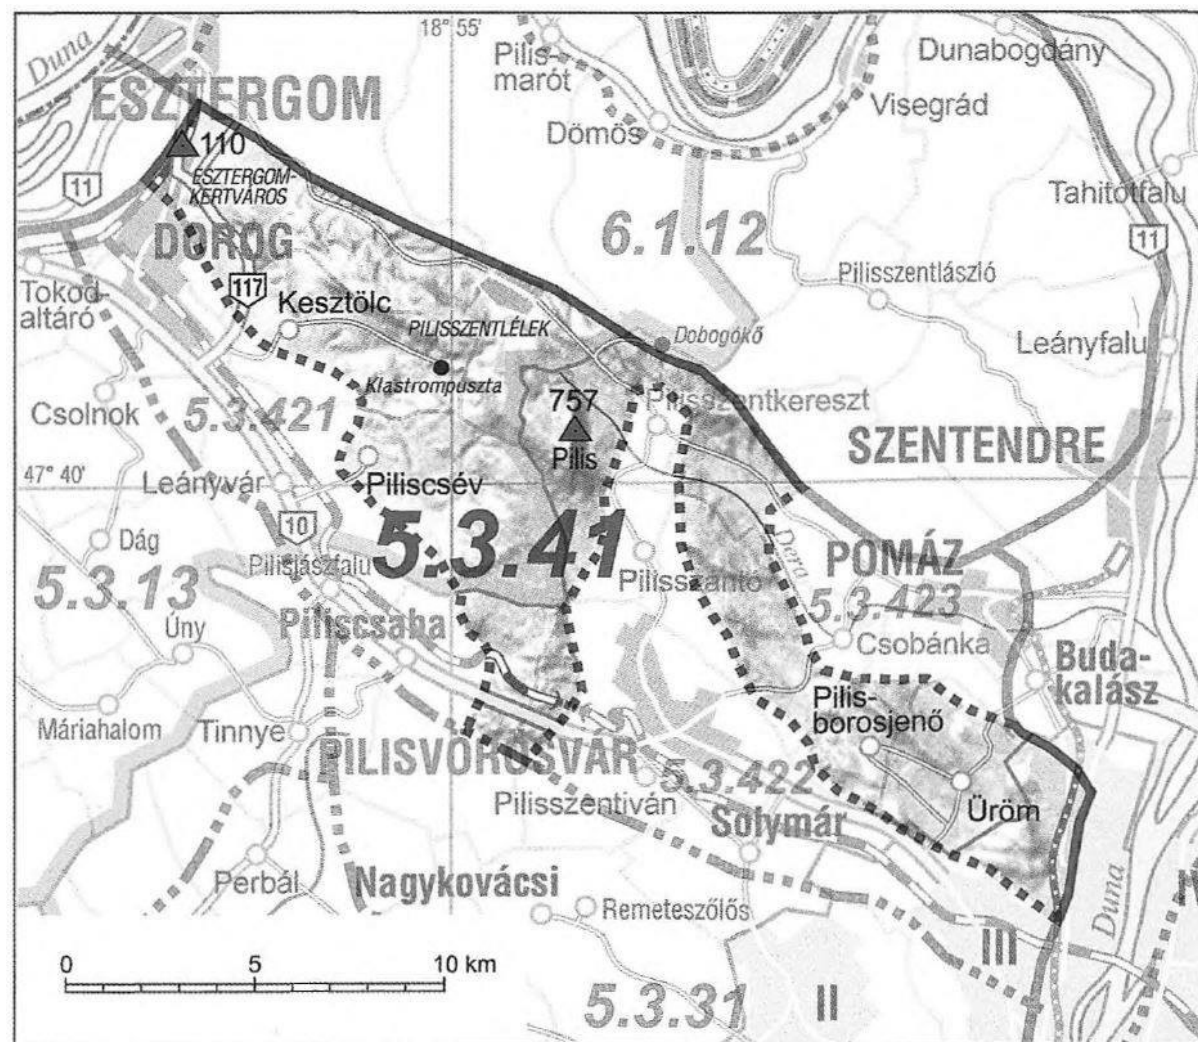 18° 55'
Duna
Pilis-
marót
Dunabogdány
ESZTERGOM
Visegrád
Dömös
110
ESZTERGOM-
KERTVÁROS
11
Tahitótfalu
6.1.12
11
DOROG
Tokod-
altáró
117
Pilisszentlászló
Kesztölc
PILISSZENTLÉLEK
Dobogókő
Leányfalu
Klastrompuszta
Csolnok
5.3.421
757
Pilis
Pilisszentkereszt
SZENTENDRE
47° 40'
Leányvár
Piliscsév
10
5.3.41
Dág
Pilisjászfalu
Pilisszántó
Dera
POMÁZ
5.3.13
5.3.423
Úny
Piliscsaba
Csobánka
Buda-
kalász
Máriahalom
Tinnye
Pilis-
borosjenő
PILISVÖRÖSVÁR
5.3.422
Pilisszentiván
Üröm
Solymár
Perbál
Nagykovácsi
Remeteszőlős
Duna
III
0 5 10 km
5.3.31
II